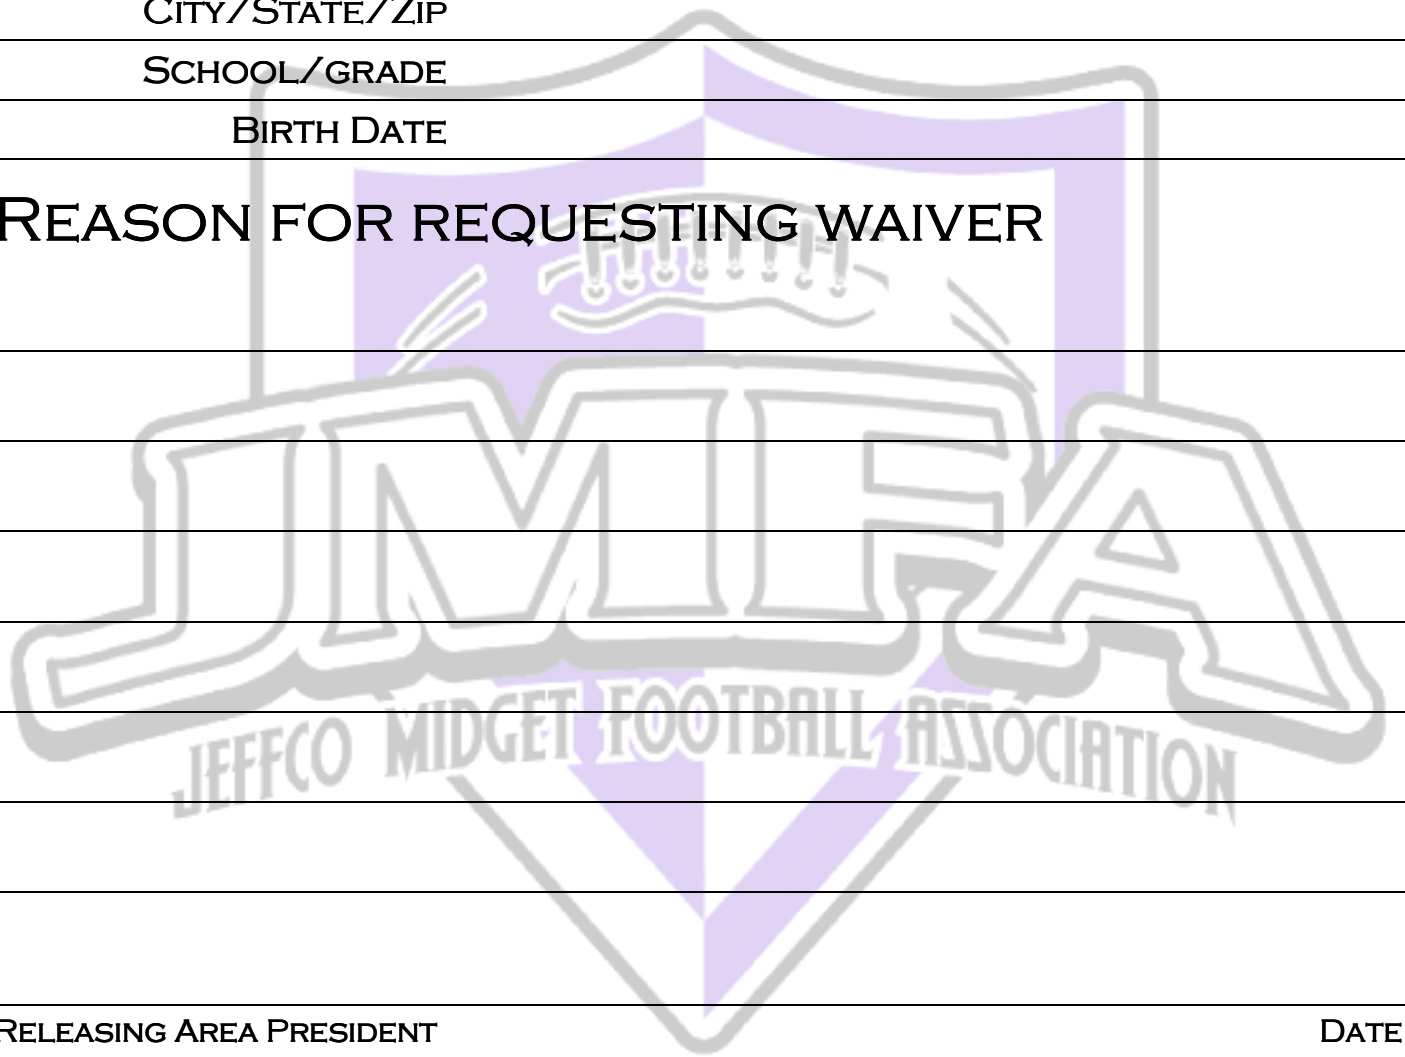 City/State/Zip
School/grade
Birth Date
Reason for requesting waiver
JMFA
JEFFCO MIDGET FOOTBALL ASSOCIATION
Releasing Area President Date